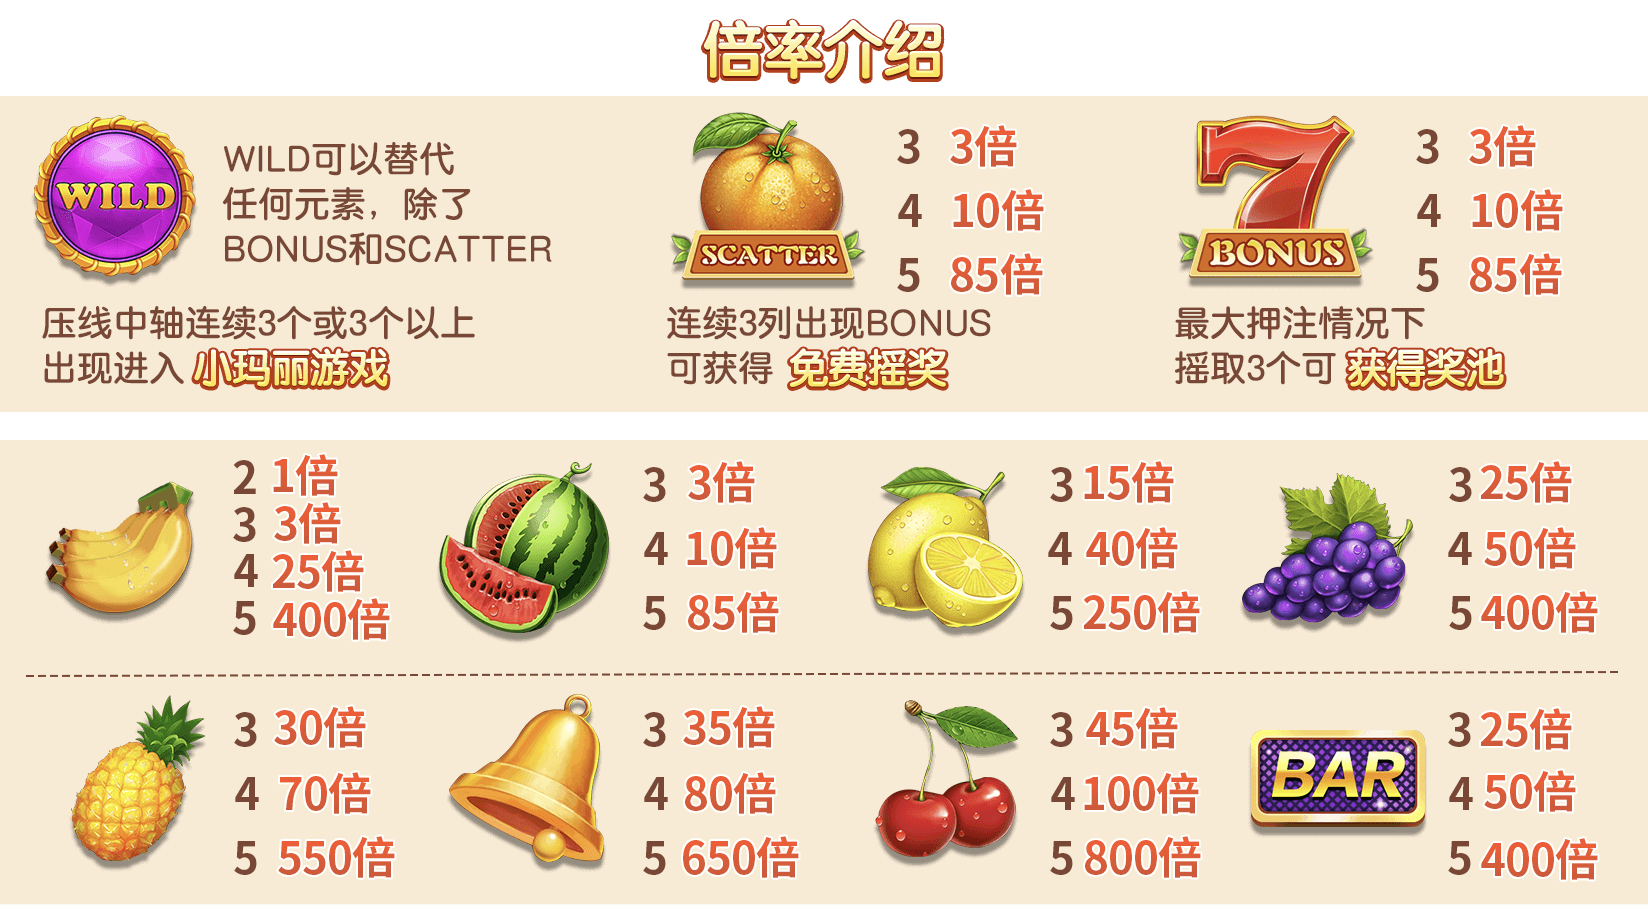 倍率介绍
WILD
WILD可以替代
任何元素，除了
BONUS和SCATTER
压线中轴连续3个或3个以上
出现进入 小玛丽游戏
SCATTER
3 3倍
4 10倍
5 85倍
连续3列出现BONUS
可获得 免费摇奖
BONUS
3 3倍
4 10倍
5 85倍
最大押注情况下
摇取3个可 获得奖池
2 1倍
3 3倍
4 25倍
5 400倍
3 3倍
4 10倍
5 85倍
3 15倍
4 40倍
5 250倍
3 25倍
4 50倍
5 400倍
3 30倍
4 70倍
5 550倍
3 35倍
4 80倍
5 650倍
3 45倍
4 100倍
5 800倍
BAR
3 25倍
4 50倍
5 400倍